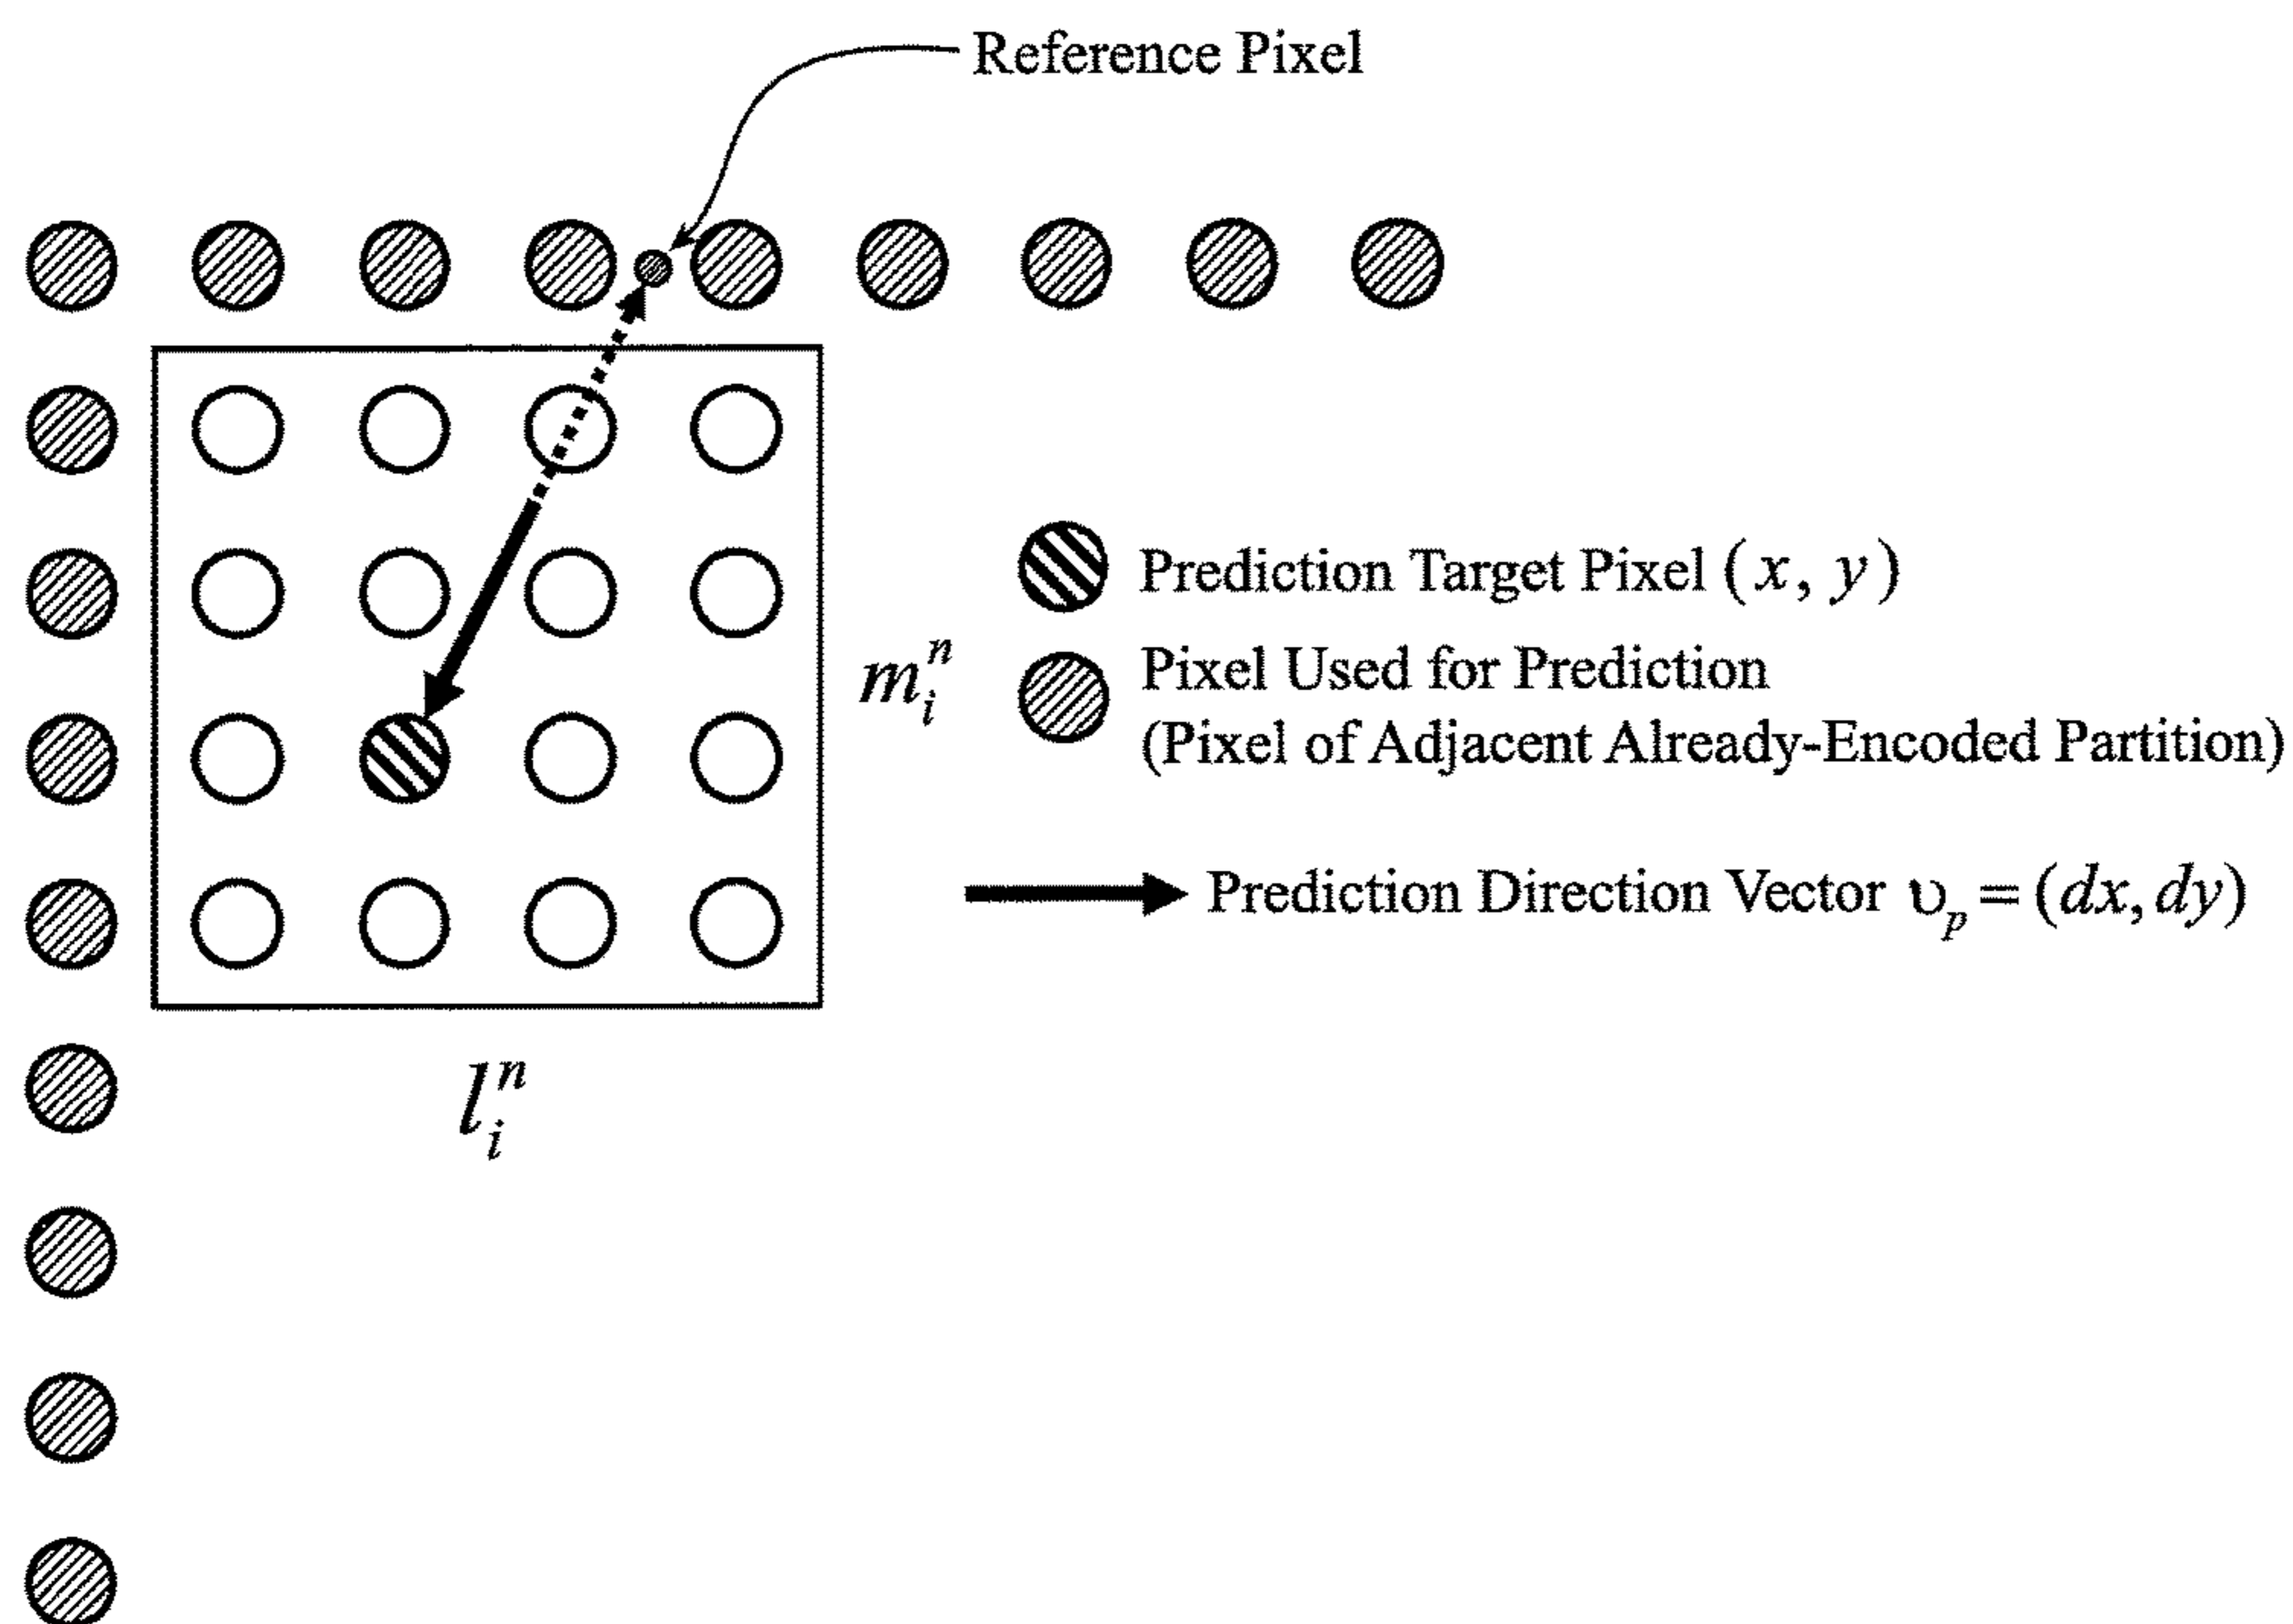 Reference Pixel
Prediction Target Pixel (x, y)
Pixel Used for Prediction
(Pixel of Adjacent Already-Encoded Partition)
m_i^n
Prediction Direction Vector υ_p = (dx, dy)
l_i^n